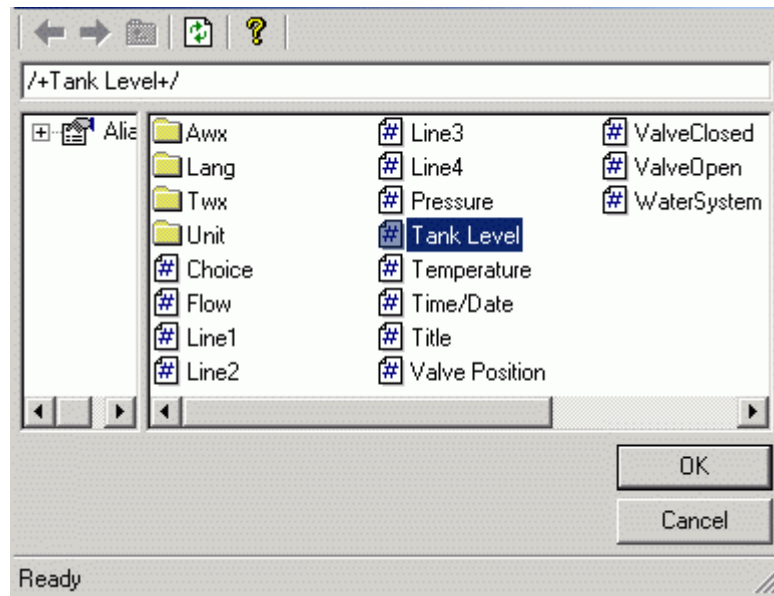 /+Tank Level+/
Alia
Awx
Lang
Twx
Unit
Choice
Flow
Line1
Line2
Line3
Line4
Pressure
Tank Level
Temperature
Time/Date
Title
Valve Position
ValveClosed
ValveOpen
WaterSystem
OK
Cancel
Ready